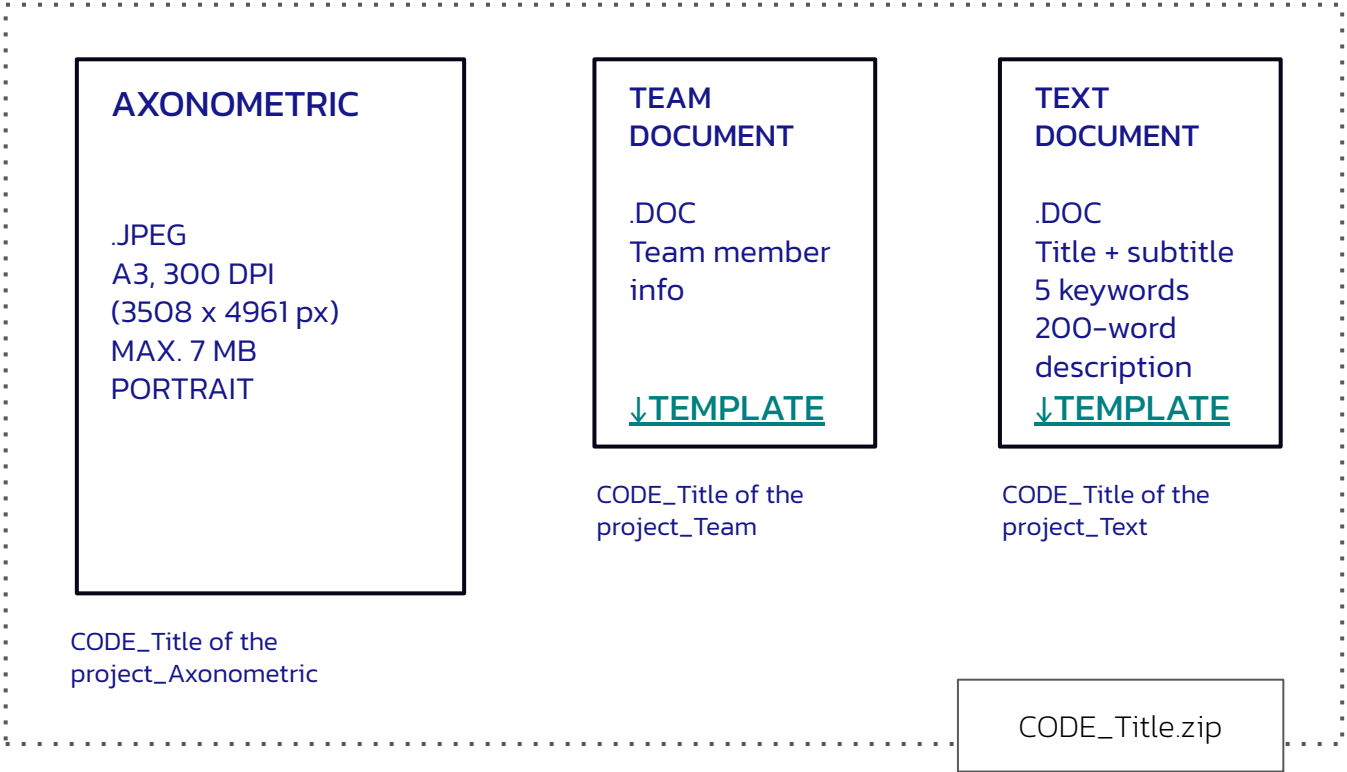 AXONOMETRIC
.JPEG
A3, 300 DPI
(3508 x 4961 px)
MAX. 7 MB
PORTRAIT
CODE_Title of the
project_Axonometric
TEAM
DOCUMENT
.DOC
Team member
info
↓TEMPLATE
CODE_Title of the
project_Team
TEXT
DOCUMENT
.DOC
Title + subtitle
5 keywords
200-word
description
↓TEMPLATE
CODE_Title of the
project_Text
CODE_Title.zip